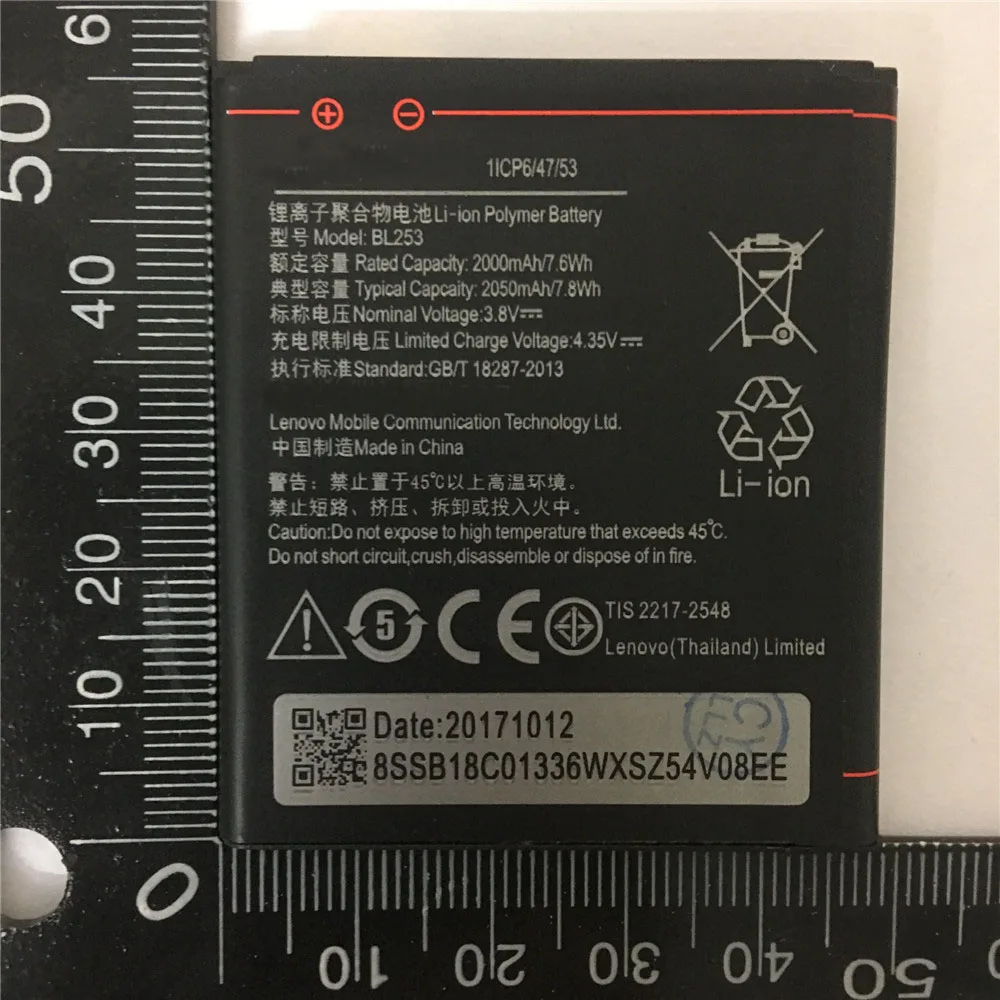 1ICP6/47/53
锂离子聚合物电池Li-ion Polymer Battery
型号Model: BL253
额定容量 Rated Capacity: 2000mAh/7.6Wh
典型容量 Typical Capcaity: 2050mAh/7.8Wh
标称电压Nominal Voltage:3.8V
充电限制电压 Limited Charge Voltage:4.35V
执行标准Standard:GB/T 18287-2013
Lenovo Mobile Communication Technology Ltd.
中国制造Made in China
警告：禁止置于45℃以上高温环境。
禁止短路、挤压、拆卸或投入火中。
Caution:Do not expose to high temperature that exceeds 45℃.
Do not short circuit,crush,disassemble or dispose of in fire.
Li-ion
5 CE
TIS 2217-2548
Lenovo(Thailand) Limited
Date:20171012
8SSB18C01336WXSZ54V08EE
6
50
40
30
20
10
0
10
20
30
40
50